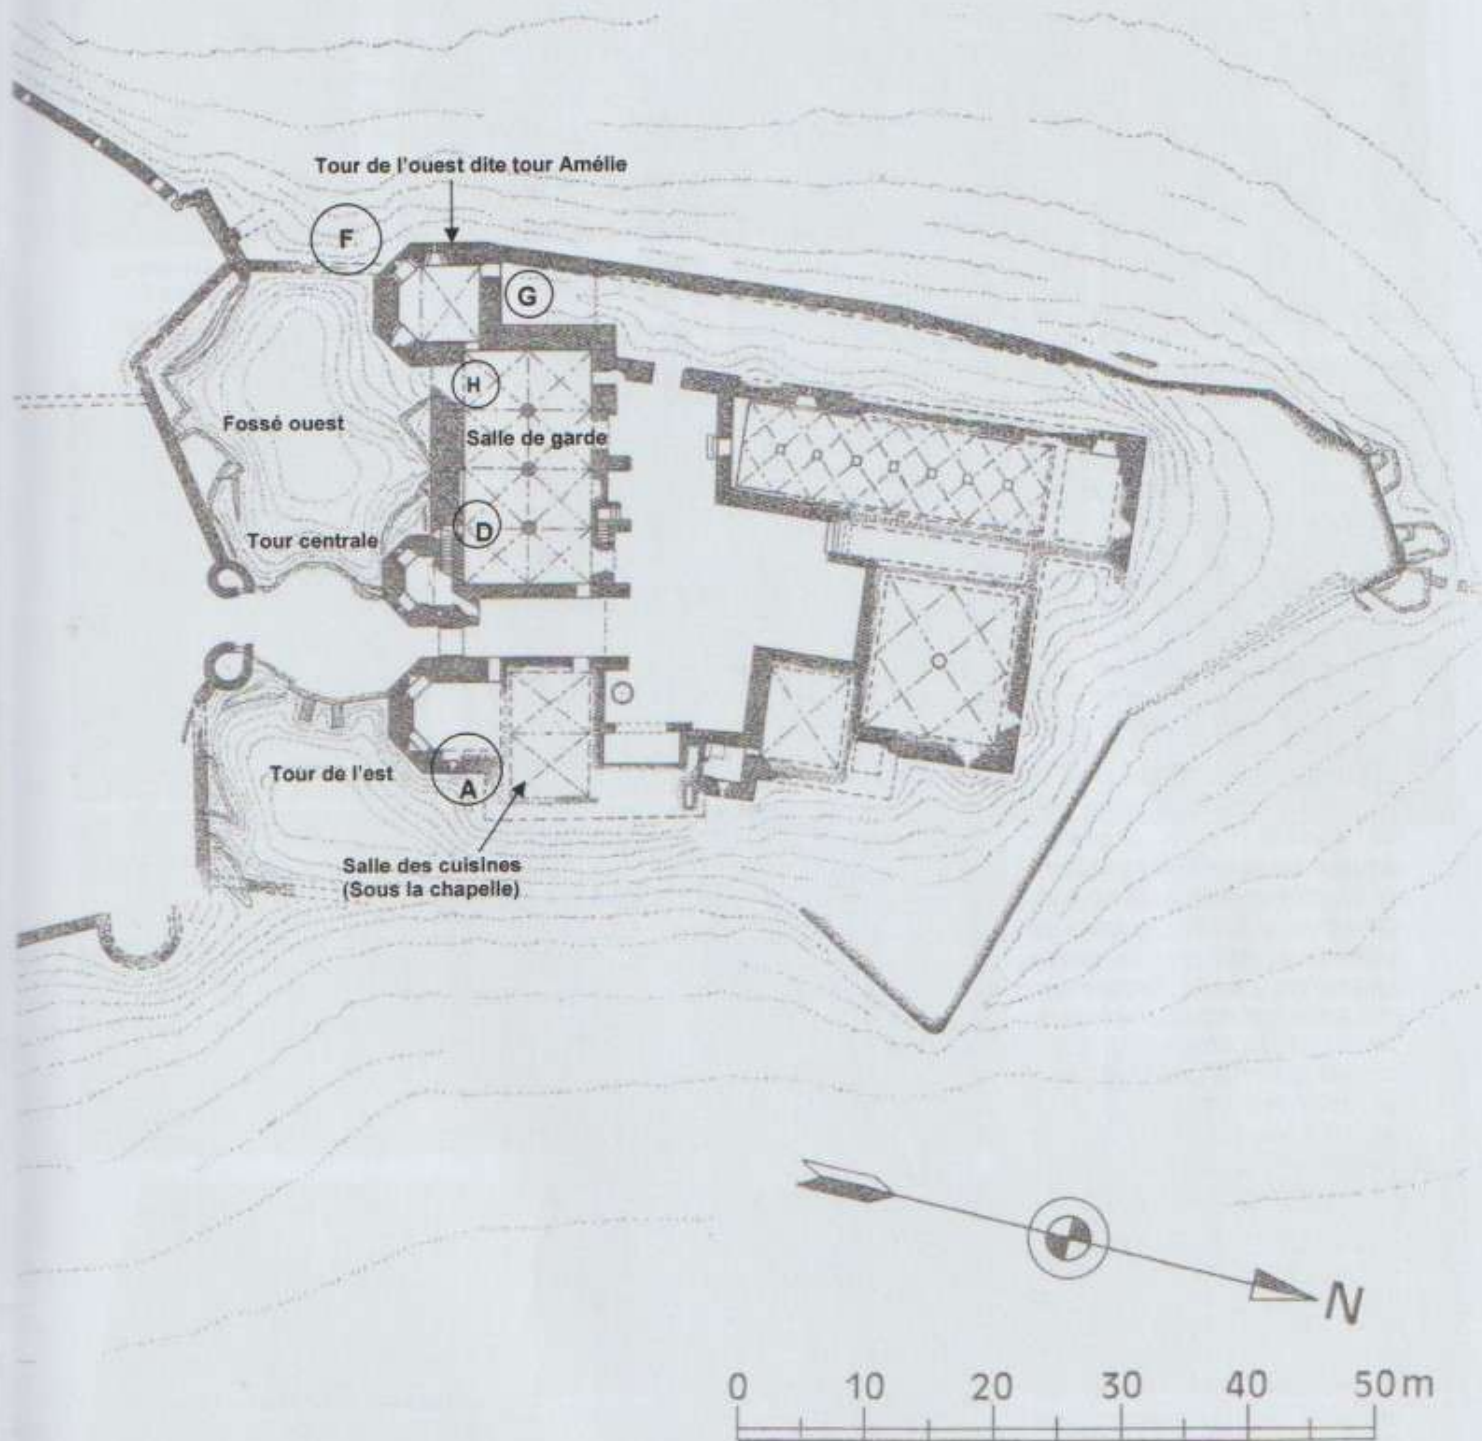 Tour de l'ouest dite tour Amélie
F
G
H
Fossé ouest
Salle de garde
D
Tour centrale
Tour de l'est
A
Salle des cuisines
(Sous la chapelle)
N
0 10 20 30 40 50 m